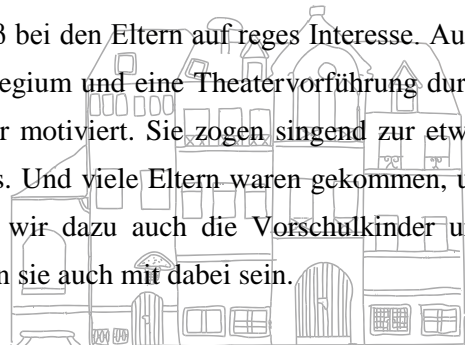 ß bei den Eltern auf reges Interesse. Au
egium und eine Theatervorführung dur
r motiviert. Sie zogen singend zur etw
s. Und viele Eltern waren gekommen, u
wir dazu auch die Vorschulkinder u
n sie auch mit dabei sein.